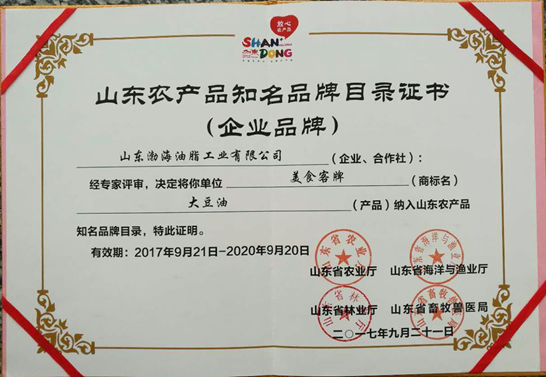 放心
农产品
SHAN
DONG
山东农产品知名品牌目录证书
（企业品牌）
山东渤海油脂工业有限公司（企业、合作社）：
经专家评审，决定将你单位 美食客牌（商标名）
大豆油（产品）纳入山东农产品
知名品牌目录，特此证明。
有效期：2017年9月21日-2020年9月20日
山东省农业厅 山东省海洋与渔业厅
山东省林业厅 山东省畜牧兽医局
二〇一七年九月二十一日